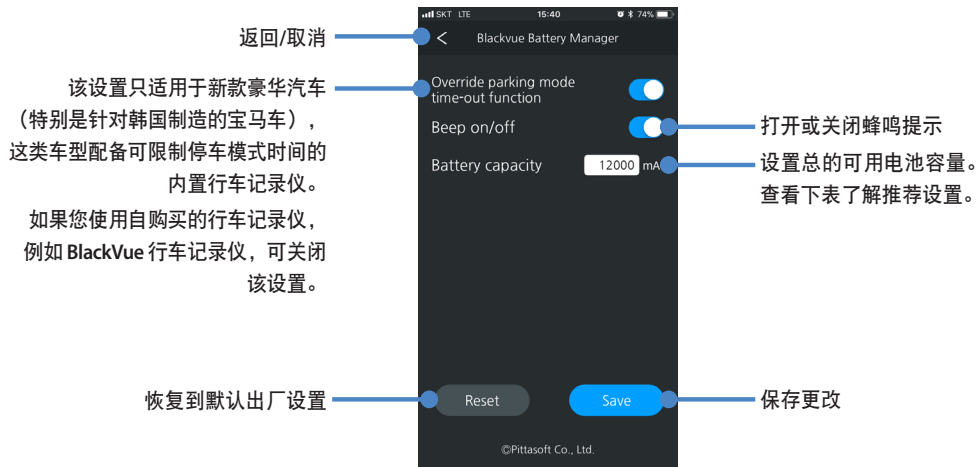 SKT LTE 15:40 74%
返回/取消
Blackvue Battery Manager
该设置只适用于新款豪华汽车
（特别是针对韩国制造的宝马车），
这类车型配备可限制停车模式时间的
内置行车记录仪。
如果您使用自购买的行车记录仪，
例如 BlackVue 行车记录仪，可关闭
该设置。
Override parking mode
time-out function
Beep on/off
打开或关闭蜂鸣提示
Battery capacity 12000 mA
设置总的可用电池容量。
查看下表了解推荐设置。
恢复到默认出厂设置
Reset
Save
保存更改
©Pittasoft Co., Ltd.